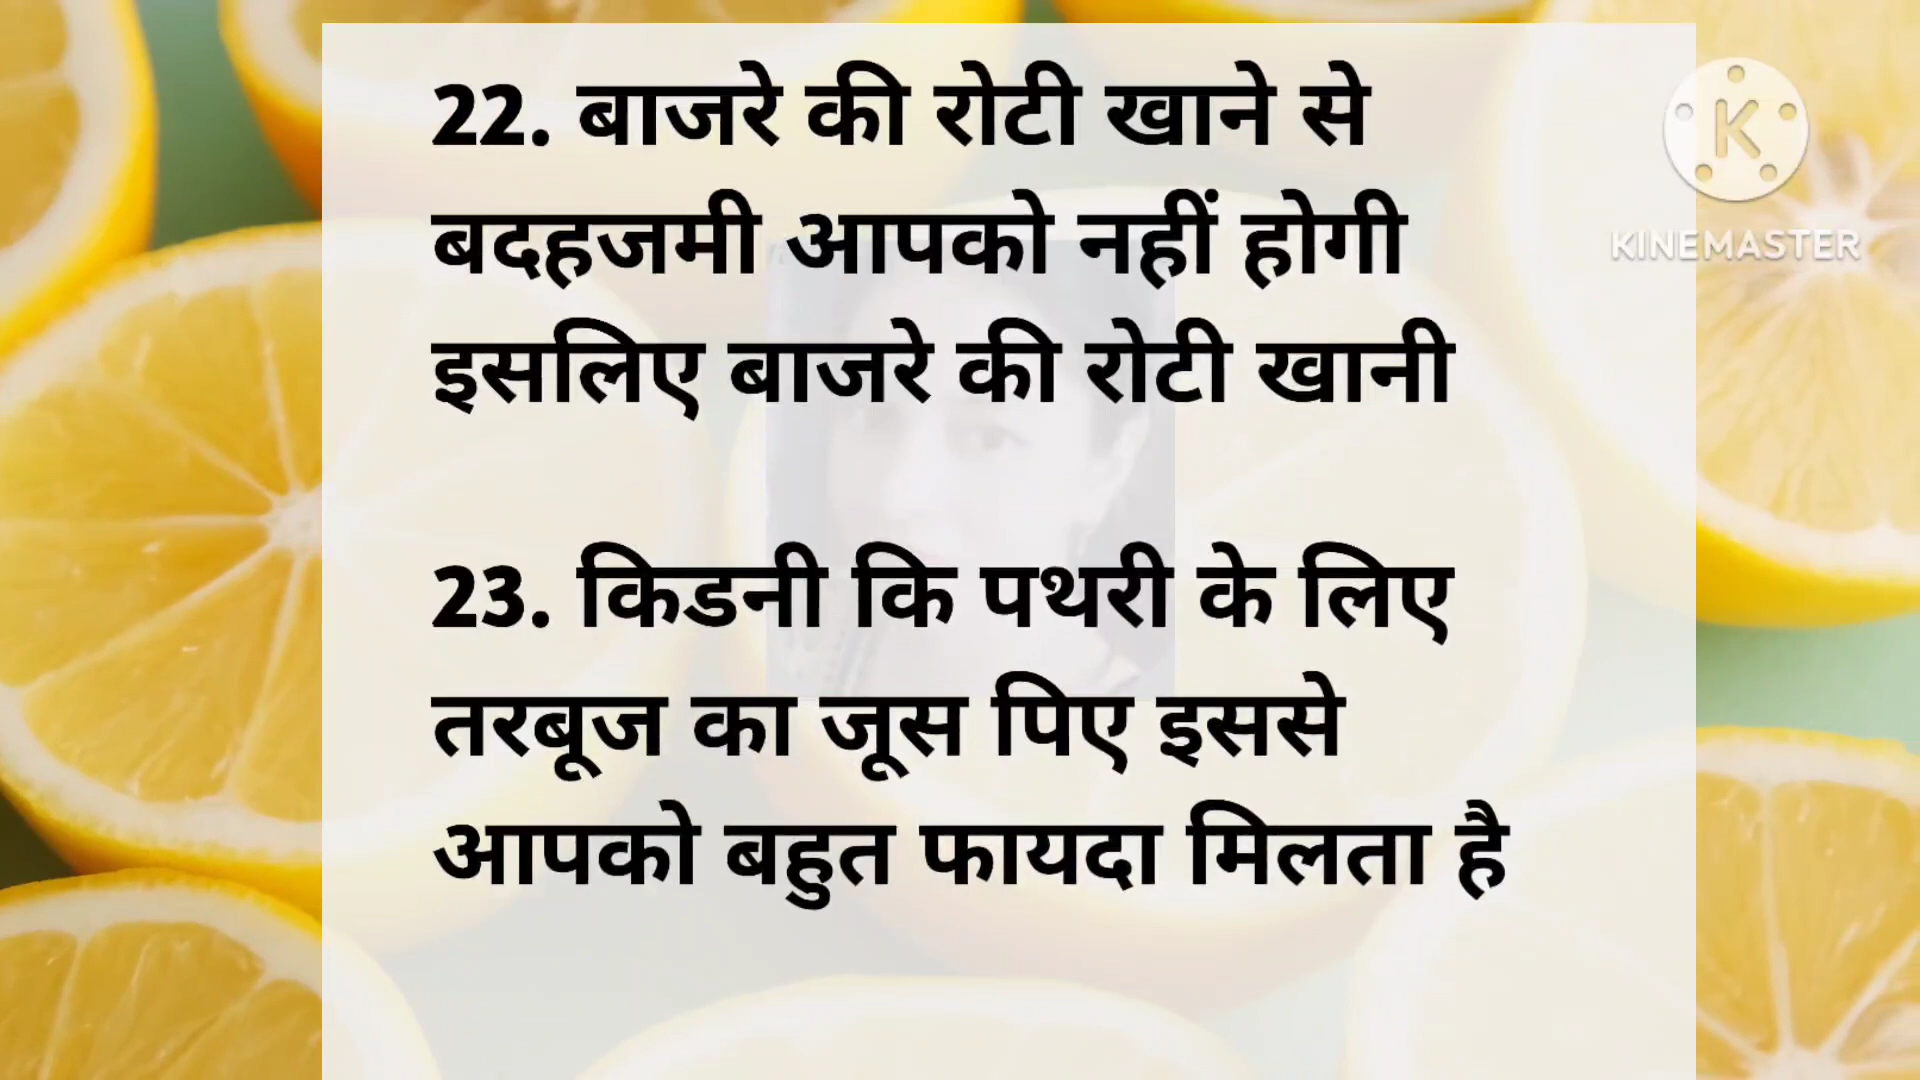 22. बाजरे की रोटी खाने से
बदहजमी आपको नहीं होगी
इसलिए बाजरे की रोटी खानी
23. किडनी कि पथरी के लिए
तरबूज का जूस पिए इससे
आपको बहुत फायदा मिलता है
K
KINEMASTER